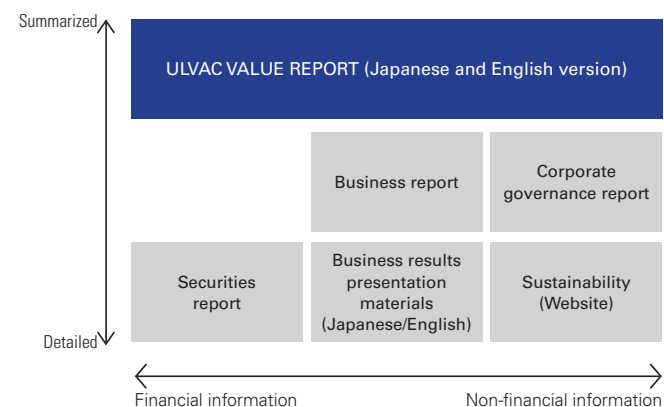 Summarized
ULVAC VALUE REPORT (Japanese and English version)
Business report
Corporate
governance report
Securities
report
Business results
presentation
materials
(Japanese/English)
Sustainability
(Website)
Detailed
Financial information
Non-financial information